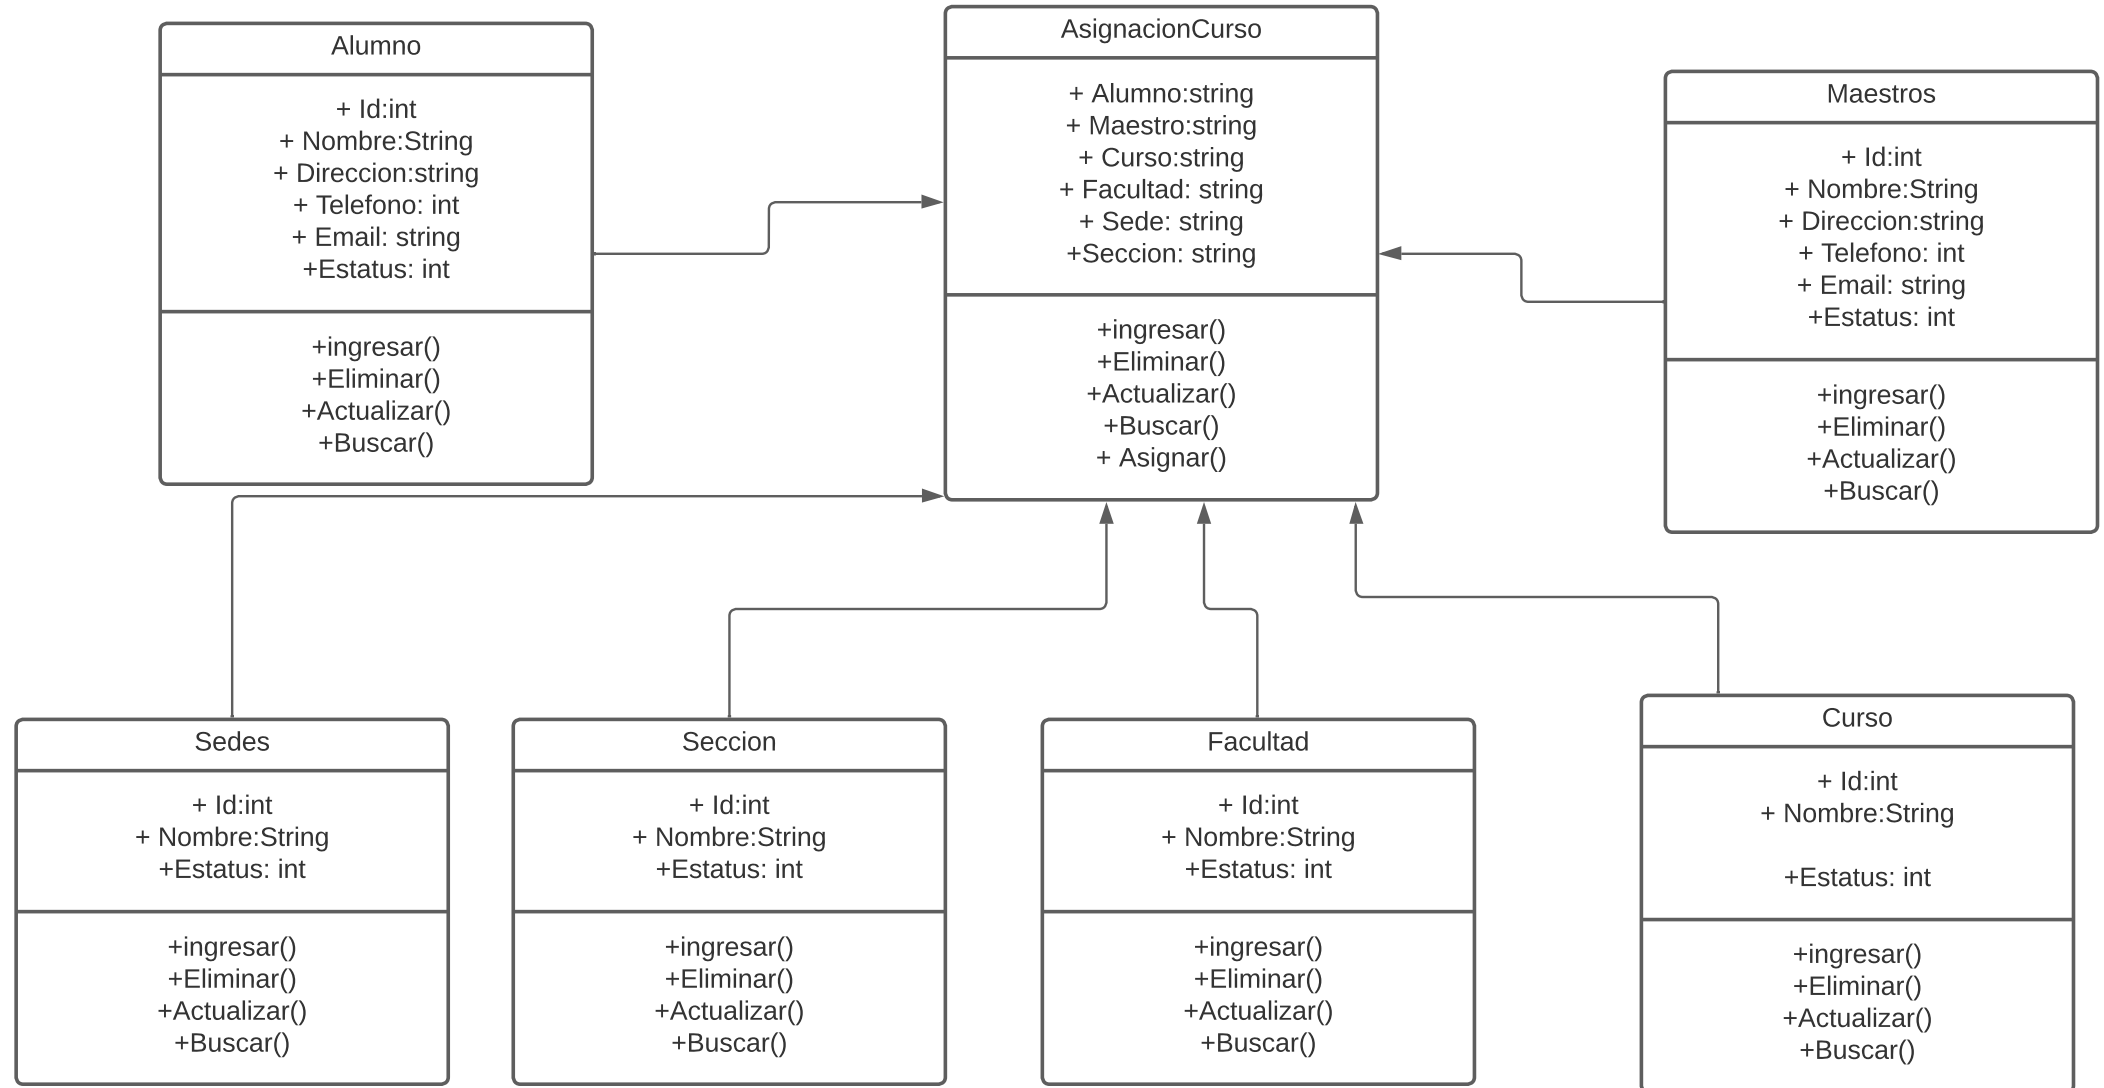 Alumno
+ Id:int
+ Nombre:String
+ Direccion:string
+ Telefono: int
+ Email: string
+Estatus: int
+ingresar()
+Eliminar()
+Actualizar()
+Buscar()
AsignacionCurso
+ Alumno:string
+ Maestro:string
+ Curso:string
+ Facultad: string
+ Sede: string
+Seccion: string
+ingresar()
+Eliminar()
+Actualizar()
+Buscar()
+ Asignar()
Maestros
+ Id:int
+ Nombre:String
+ Direccion:string
+ Telefono: int
+ Email: string
+Estatus: int
+ingresar()
+Eliminar()
+Actualizar()
+Buscar()
Sedes
+ Id:int
+ Nombre:String
+Estatus: int
+ingresar()
+Eliminar()
+Actualizar()
+Buscar()
Seccion
+ Id:int
+ Nombre:String
+Estatus: int
+ingresar()
+Eliminar()
+Actualizar()
+Buscar()
Facultad
+ Id:int
+ Nombre:String
+Estatus: int
+ingresar()
+Eliminar()
+Actualizar()
+Buscar()
Curso
+ Id:int
+ Nombre:String
+Estatus: int
+ingresar()
+Eliminar()
+Actualizar()
+Buscar()